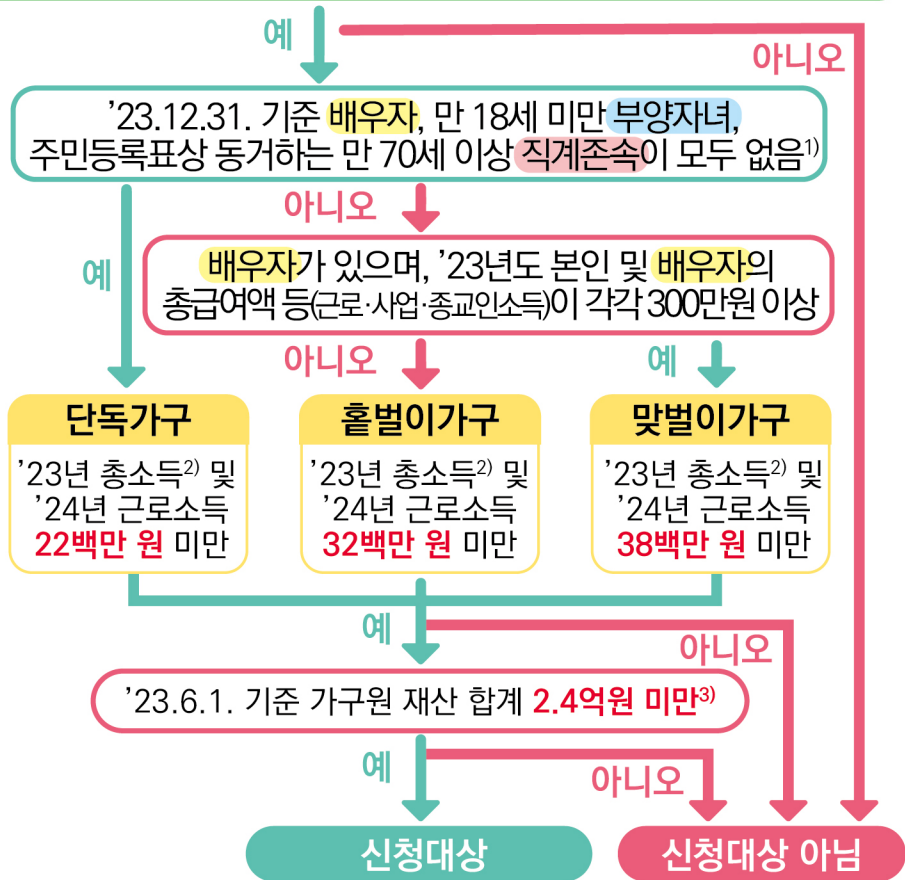 예
아니오
’23.12.31. 기준 배우자, 만 18세 미만 부양자녀,
주민등록표상 동거하는 만 70세 이상 직계존속이 모두 없음1)
아니오
예
배우자가 있으며, ’23년도 본인 및 배우자의
총급여액 등(근로·사업·종교인소득)이 각각 300만원 이상
아니오
예
단독가구
’23년 총소득2) 및
’24년 근로소득
22백만 원 미만
홑벌이가구
’23년 총소득2) 및
’24년 근로소득
32백만 원 미만
맞벌이가구
’23년 총소득2) 및
’24년 근로소득
38백만 원 미만
예
아니오
’23.6.1. 기준 가구원 재산 합계 2.4억원 미만3)
예
아니오
신청대상
신청대상 아님